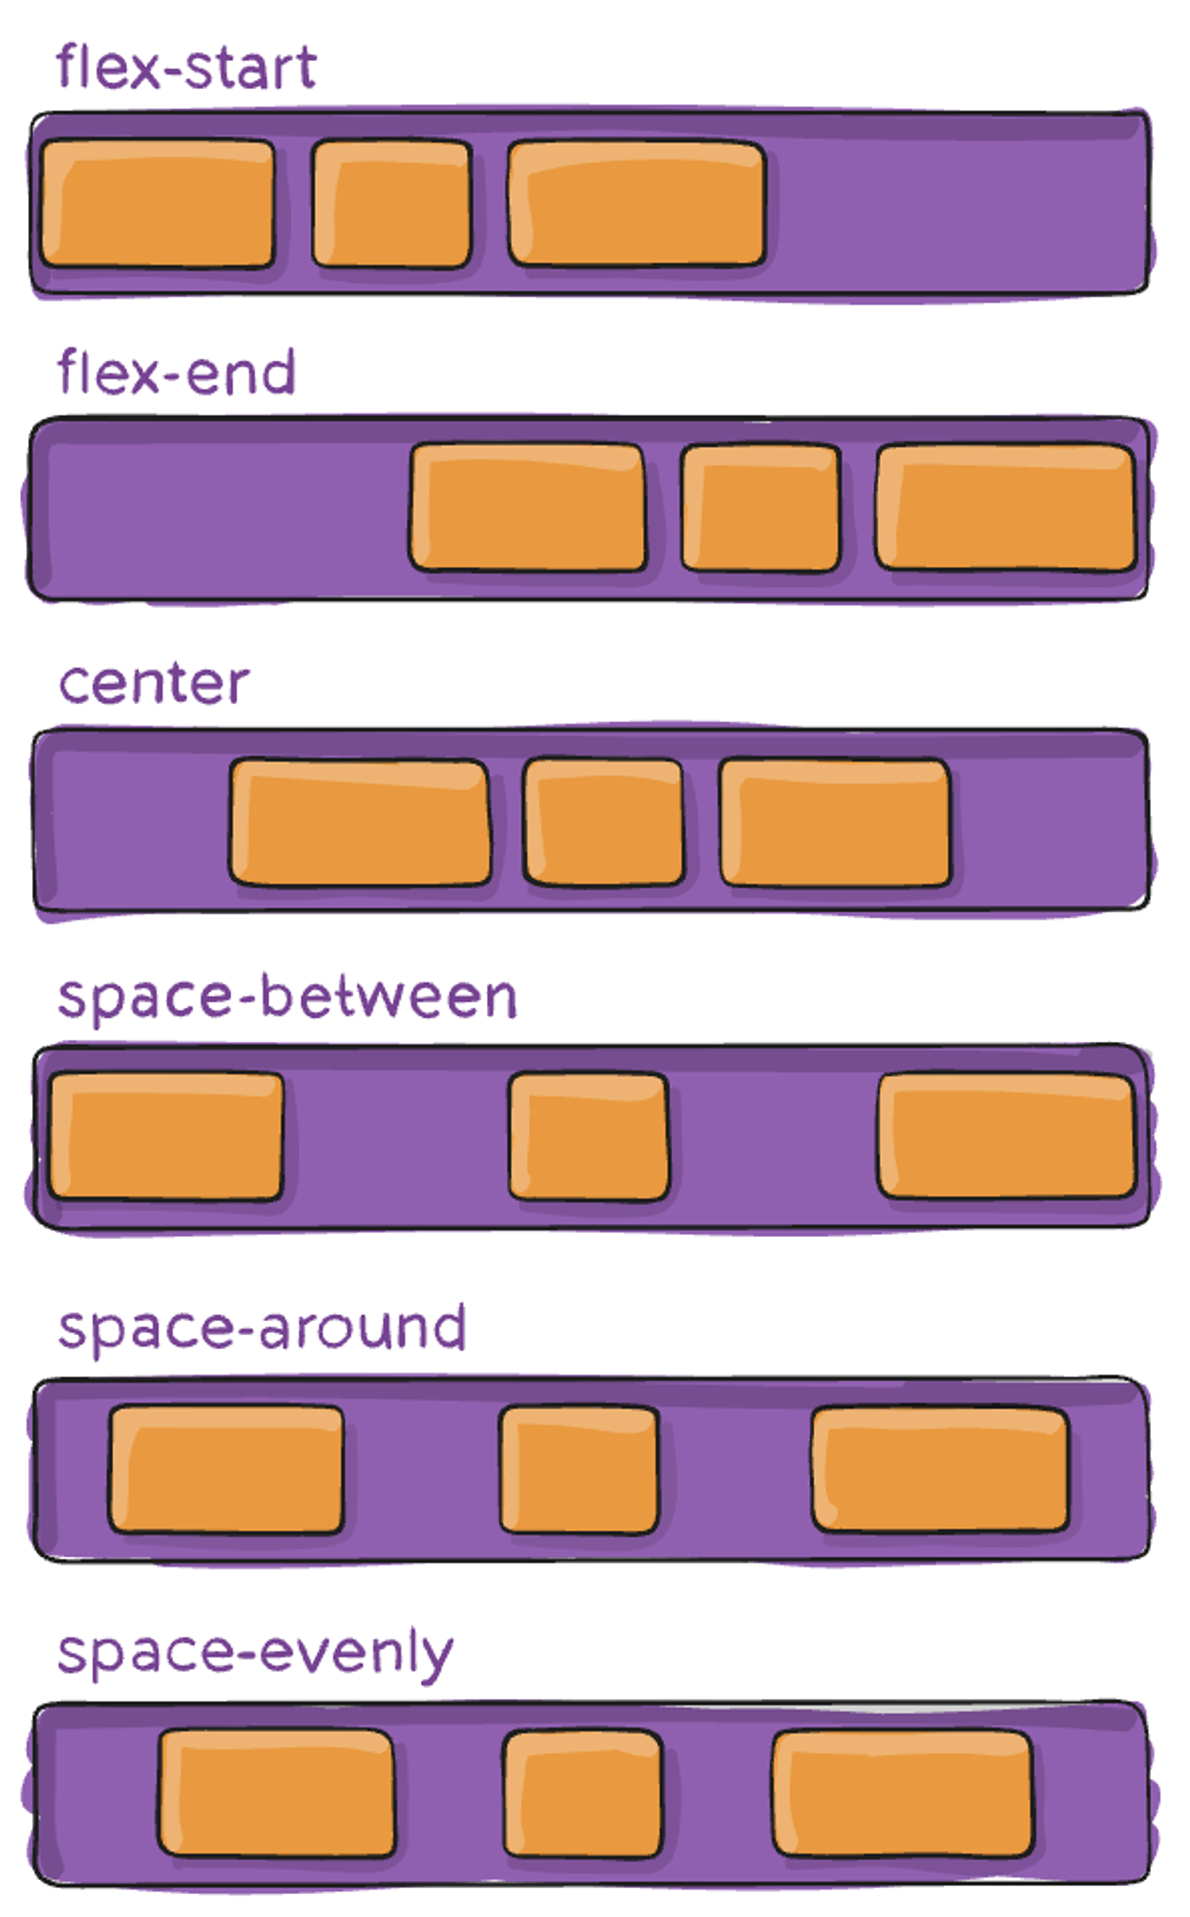 flex-start
flex-end
center
space-between
space-around
space-evenly